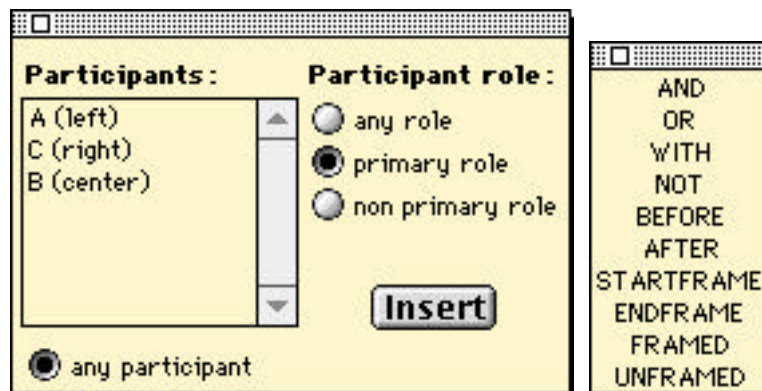 Participants:
A (left)
C (right)
B (center)
any participant
Participant role:
any role
primary role
non primary role
Insert
AND
OR
WITH
NOT
BEFORE
AFTER
STARTFRAME
ENDFRAME
FRAMED
UNFRAMED